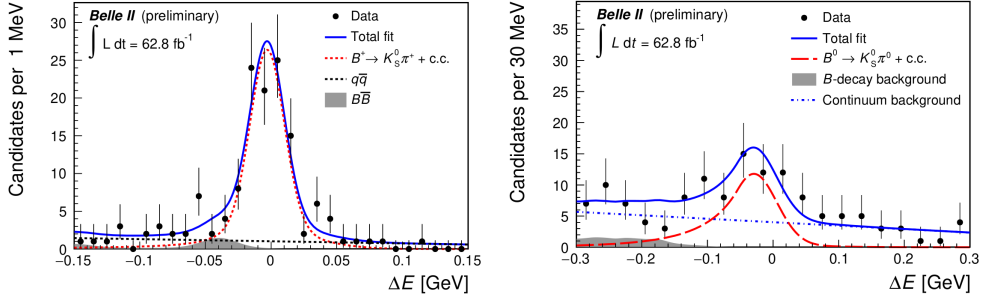 Candidates per 1 MeV
30
25
20
15
10
5
0
Belle II (preliminary)
∫ L dt = 62.8 fb⁻¹
Data
Total fit
B⁺→ K⁰_S π⁺ + c.c.
qq̅
BB̅
−0.15 −0.1 −0.05 0 0.05 0.1 0.15
ΔE [GeV]
Candidates per 30 MeV
35
30
25
20
15
10
5
0
Belle II (preliminary)
∫ L dt = 62.8 fb⁻¹
Data
Total fit
B⁰ → K⁰_S π⁰ + c.c.
B-decay background
Continuum background
−0.3 −0.2 −0.1 0 0.1 0.2 0.3
ΔE [GeV]